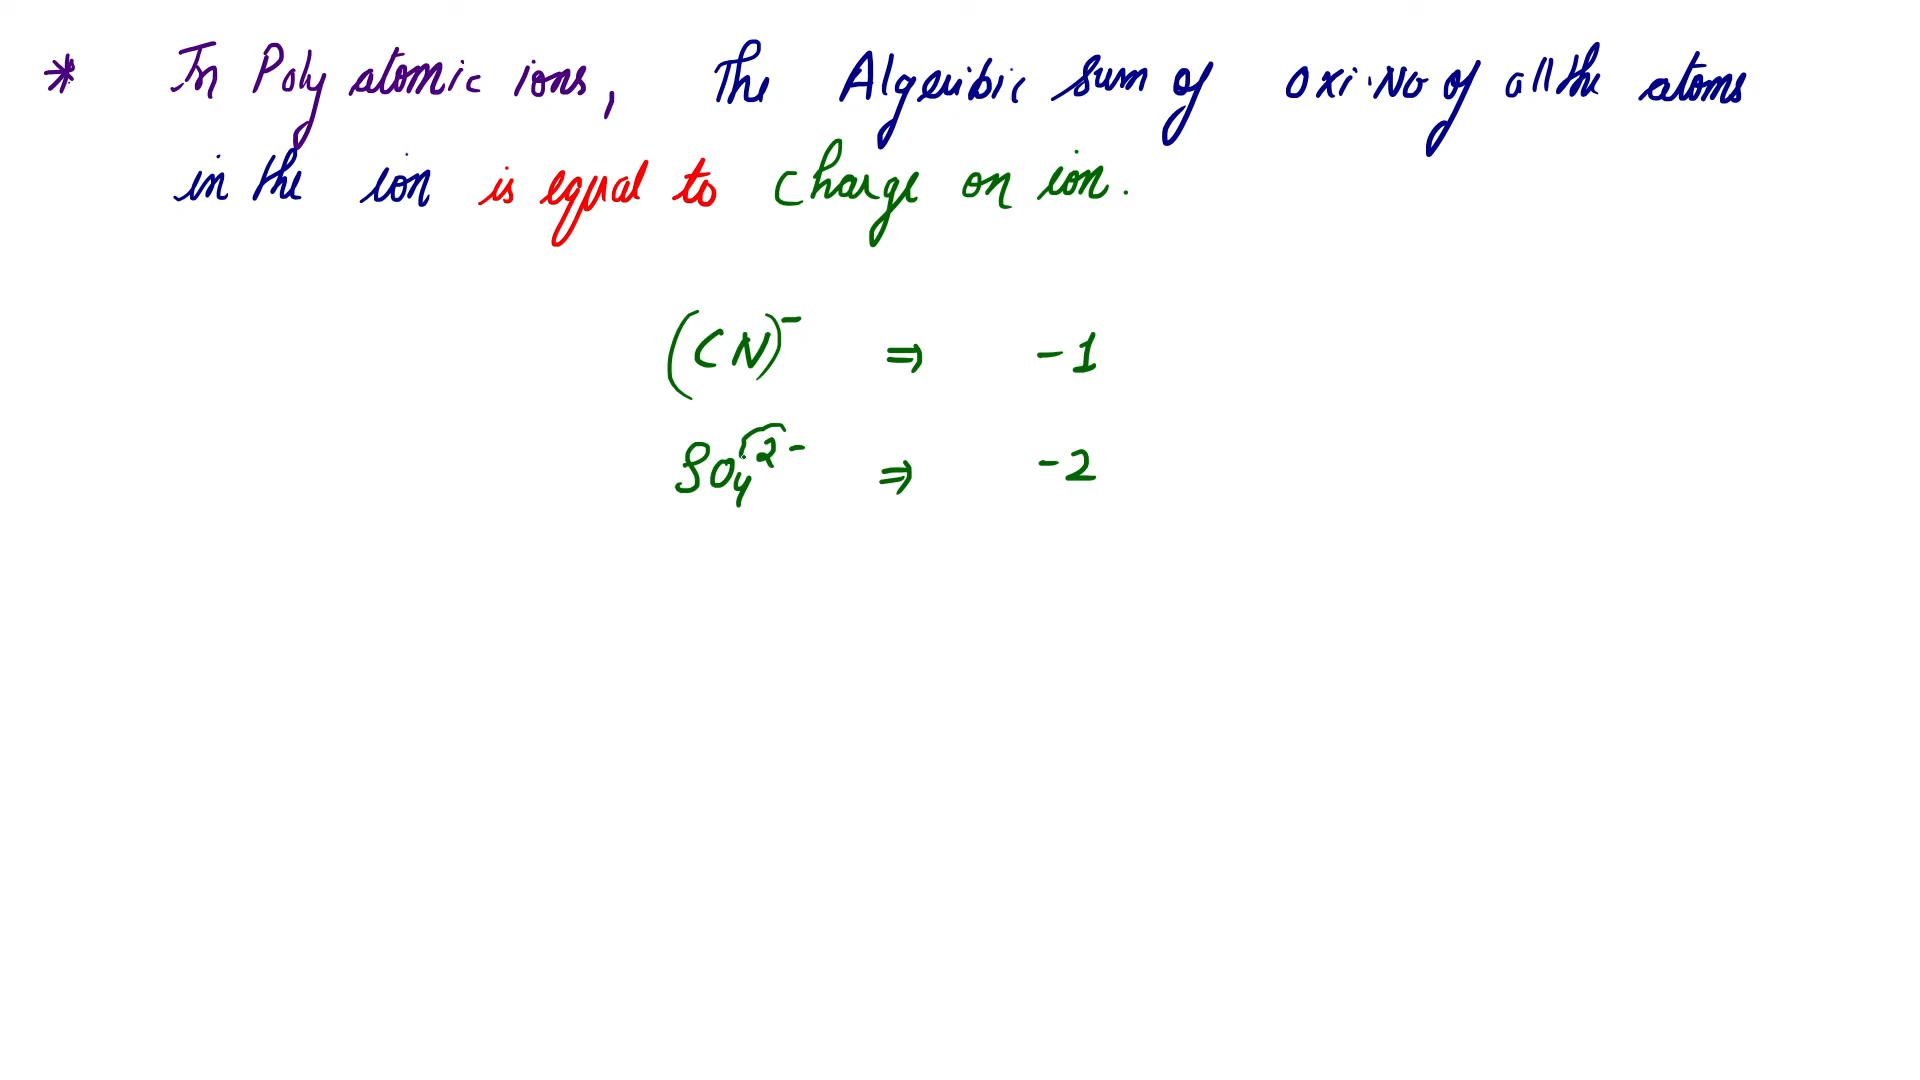 * In Poly atomic ions, The Algeribic sum of oxi.No of all the atoms
in the ion is equal to charge on ion.
(CN)⁻ ⇒ -1
SO₄²⁻ ⇒ -2